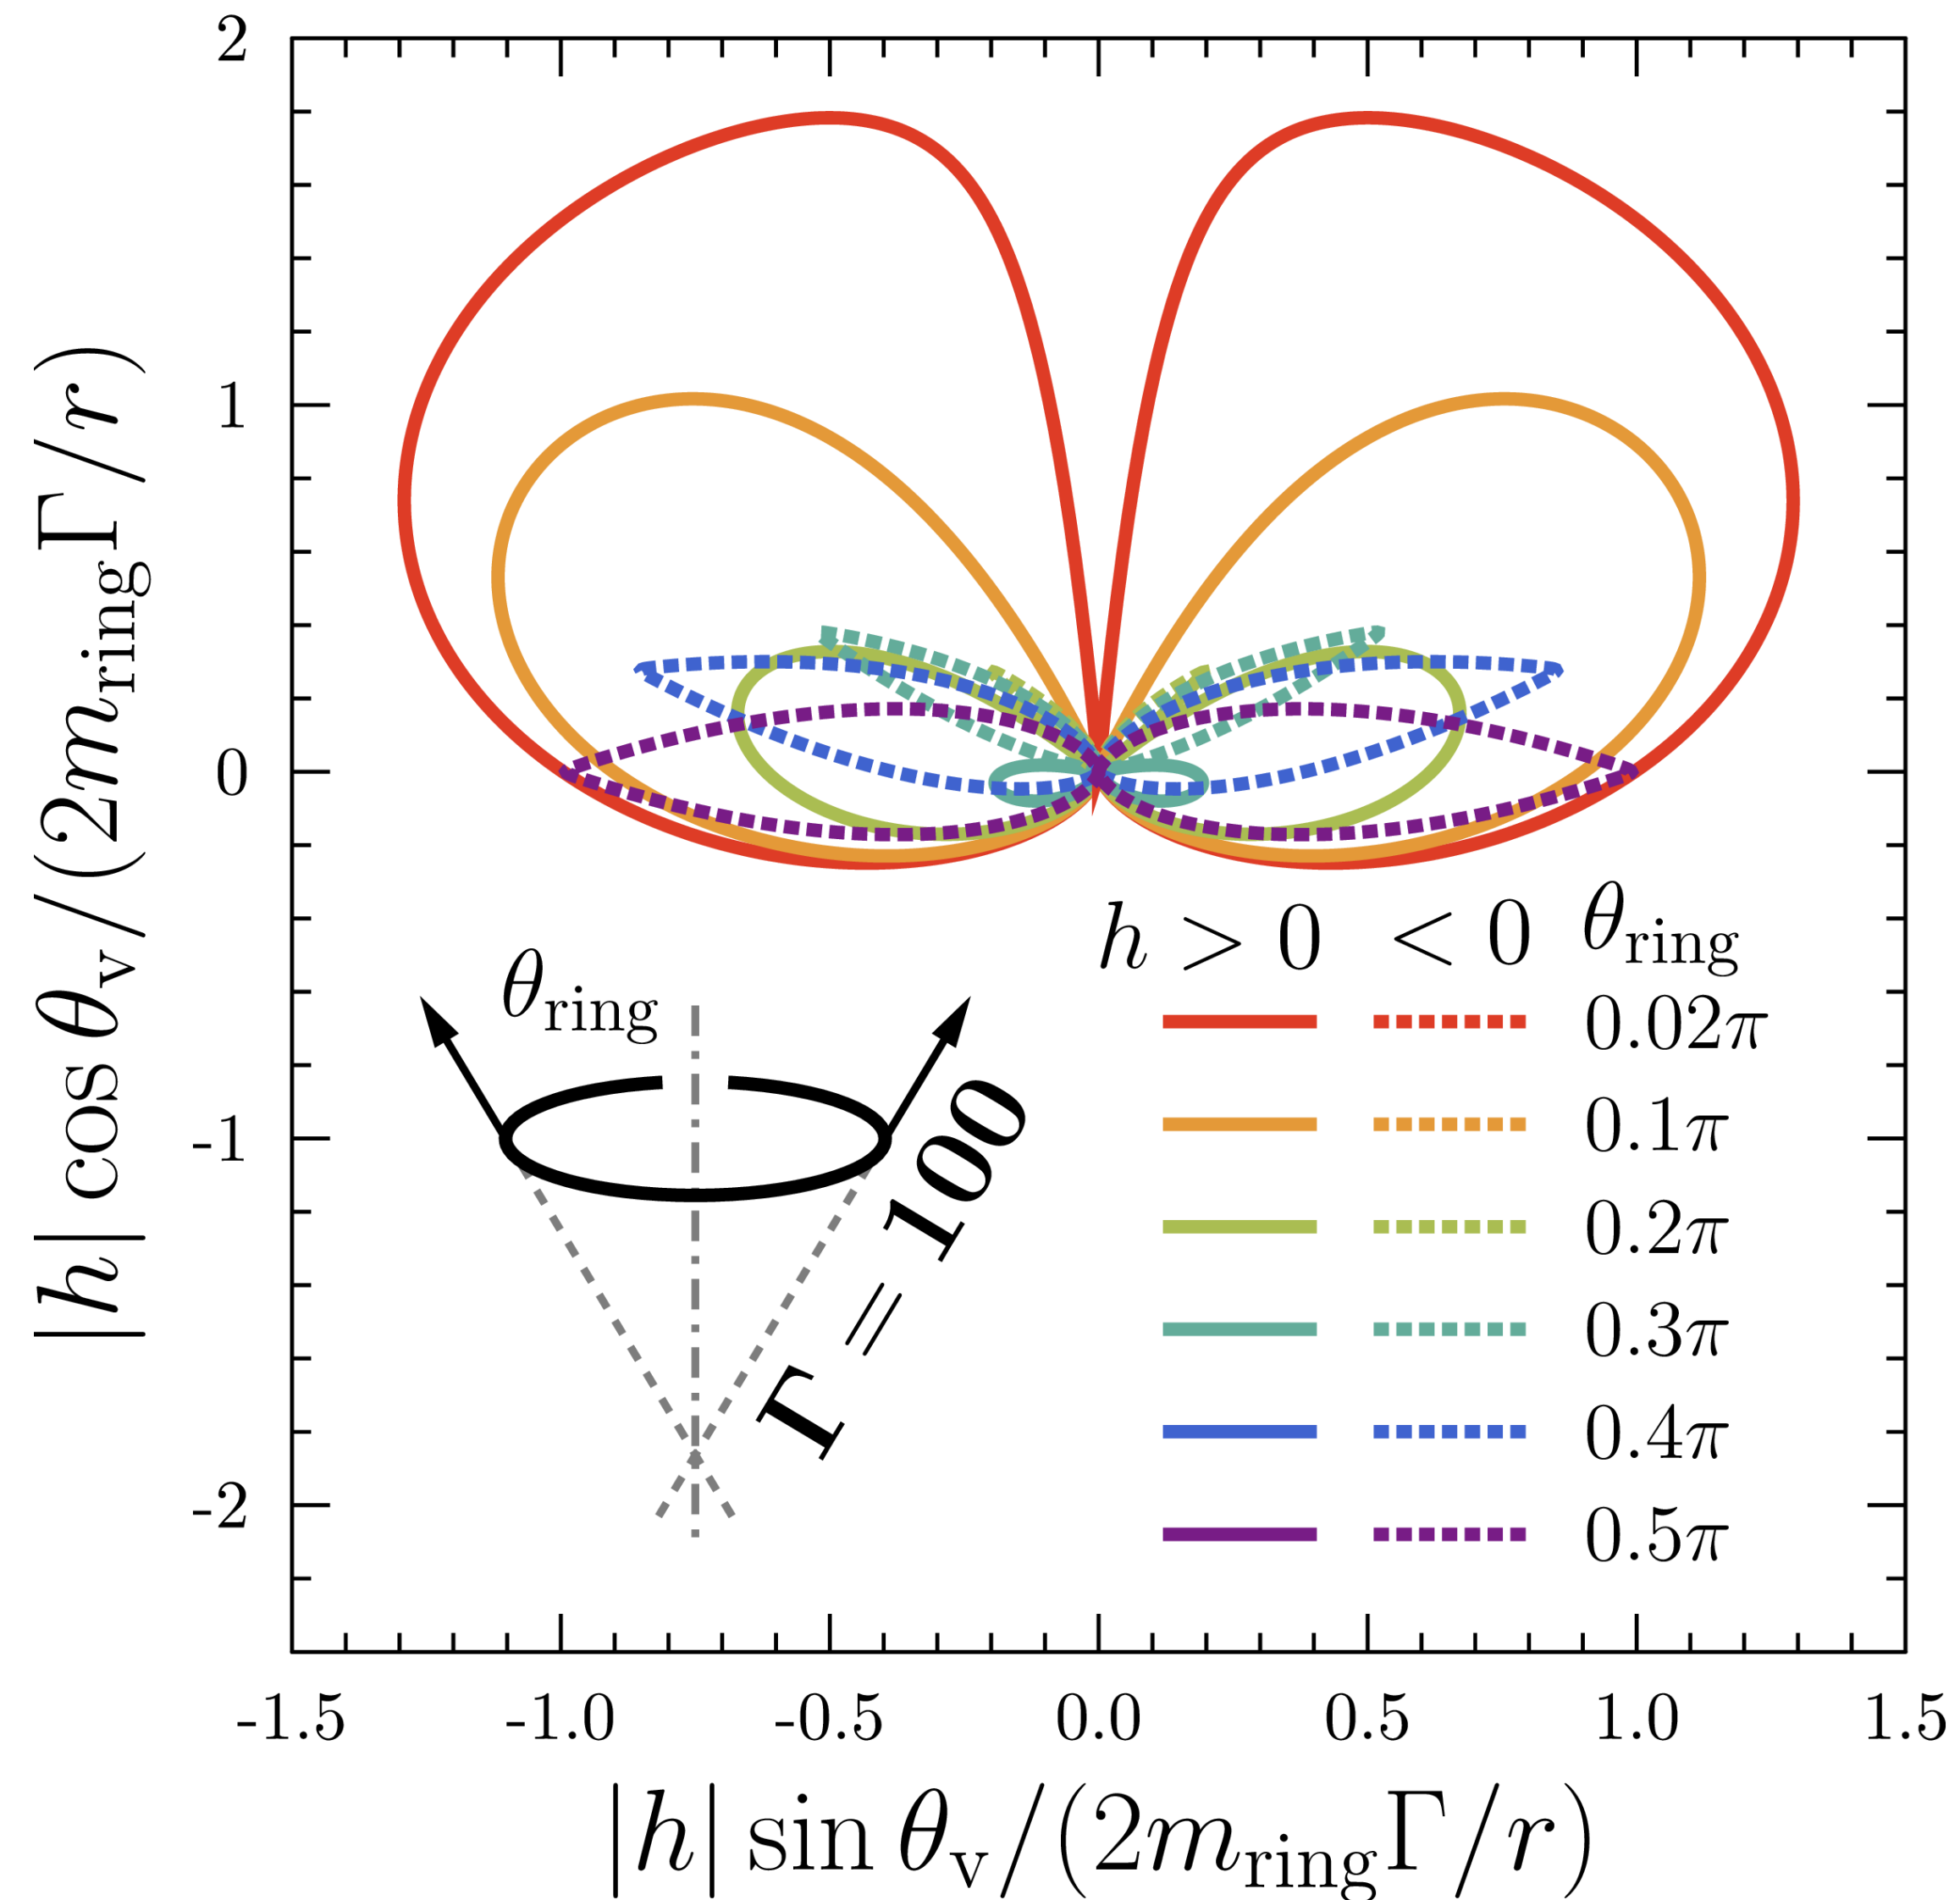 2
1
0
-1
-2
|h| cos θv/(2mringΓ/r)
h > 0 < 0 θring
0.02π
0.1π
0.2π
0.3π
0.4π
0.5π
θring
Γ = 100
-1.5 -1.0 -0.5 0.0 0.5 1.0 1.5
|h| sin θv/(2mringΓ/r)